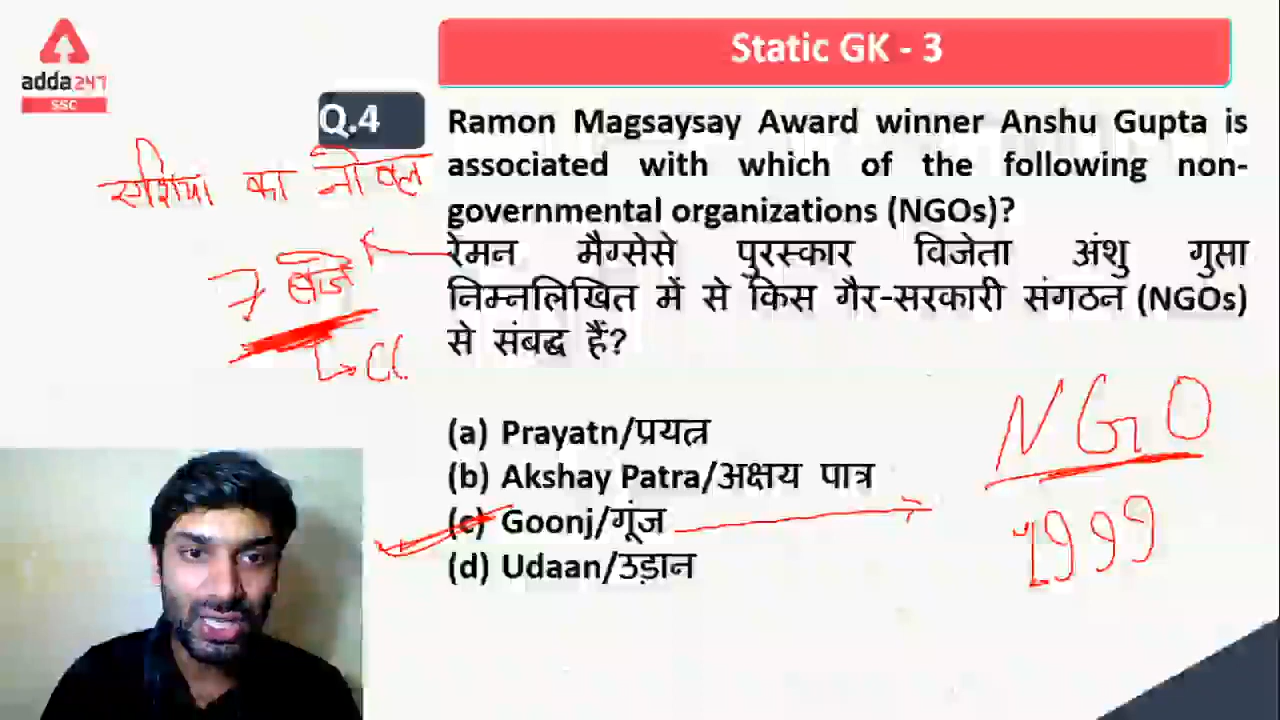 adda247
SSC
Static GK - 3
Q.4
Ramon Magsaysay Award winner Anshu Gupta is
associated with which of the following non-
governmental organizations (NGOs)?
रेमन मैग्सेसे पुरस्कार विजेता अंशु गुप्ता
निम्नलिखित में से किस गैर-सरकारी संगठन (NGOs)
से संबद्ध हैं?
(a) Prayatn/प्रयत्न
(b) Akshay Patra/अक्षय पात्र
(c) Goonj/गूंज
(d) Udaan/उड़ान
एशिया का नोबल
7 बजे
NGO
1999